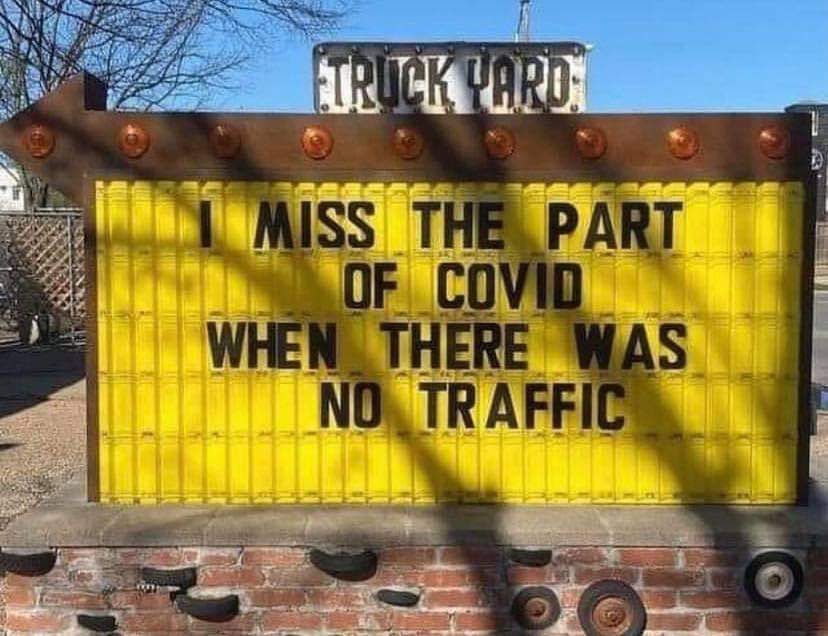 TRUCK YARD
I MISS THE PART
OF COVID
WHEN THERE WAS
NO TRAFFIC